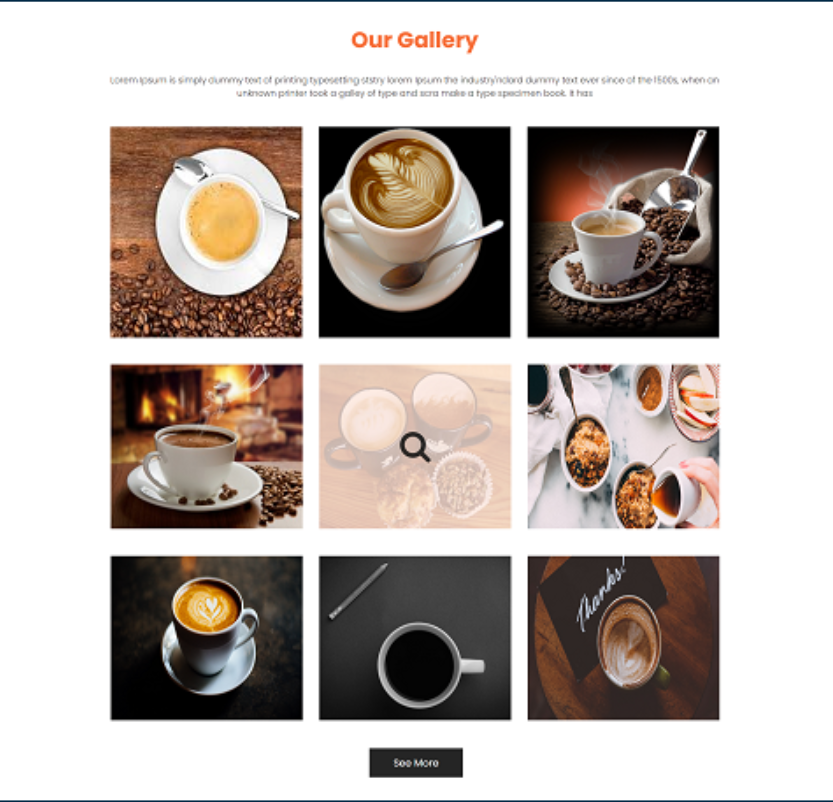 Our Gallery
Lorem Ipsum is simply dummy text of printing typesetting ststry lorem Ipsum the industry'ndard dummy text ever since of the 1500s, when an
unknown printer took a galley of type and scra make a type specimen book. It has
Thanks!
See More